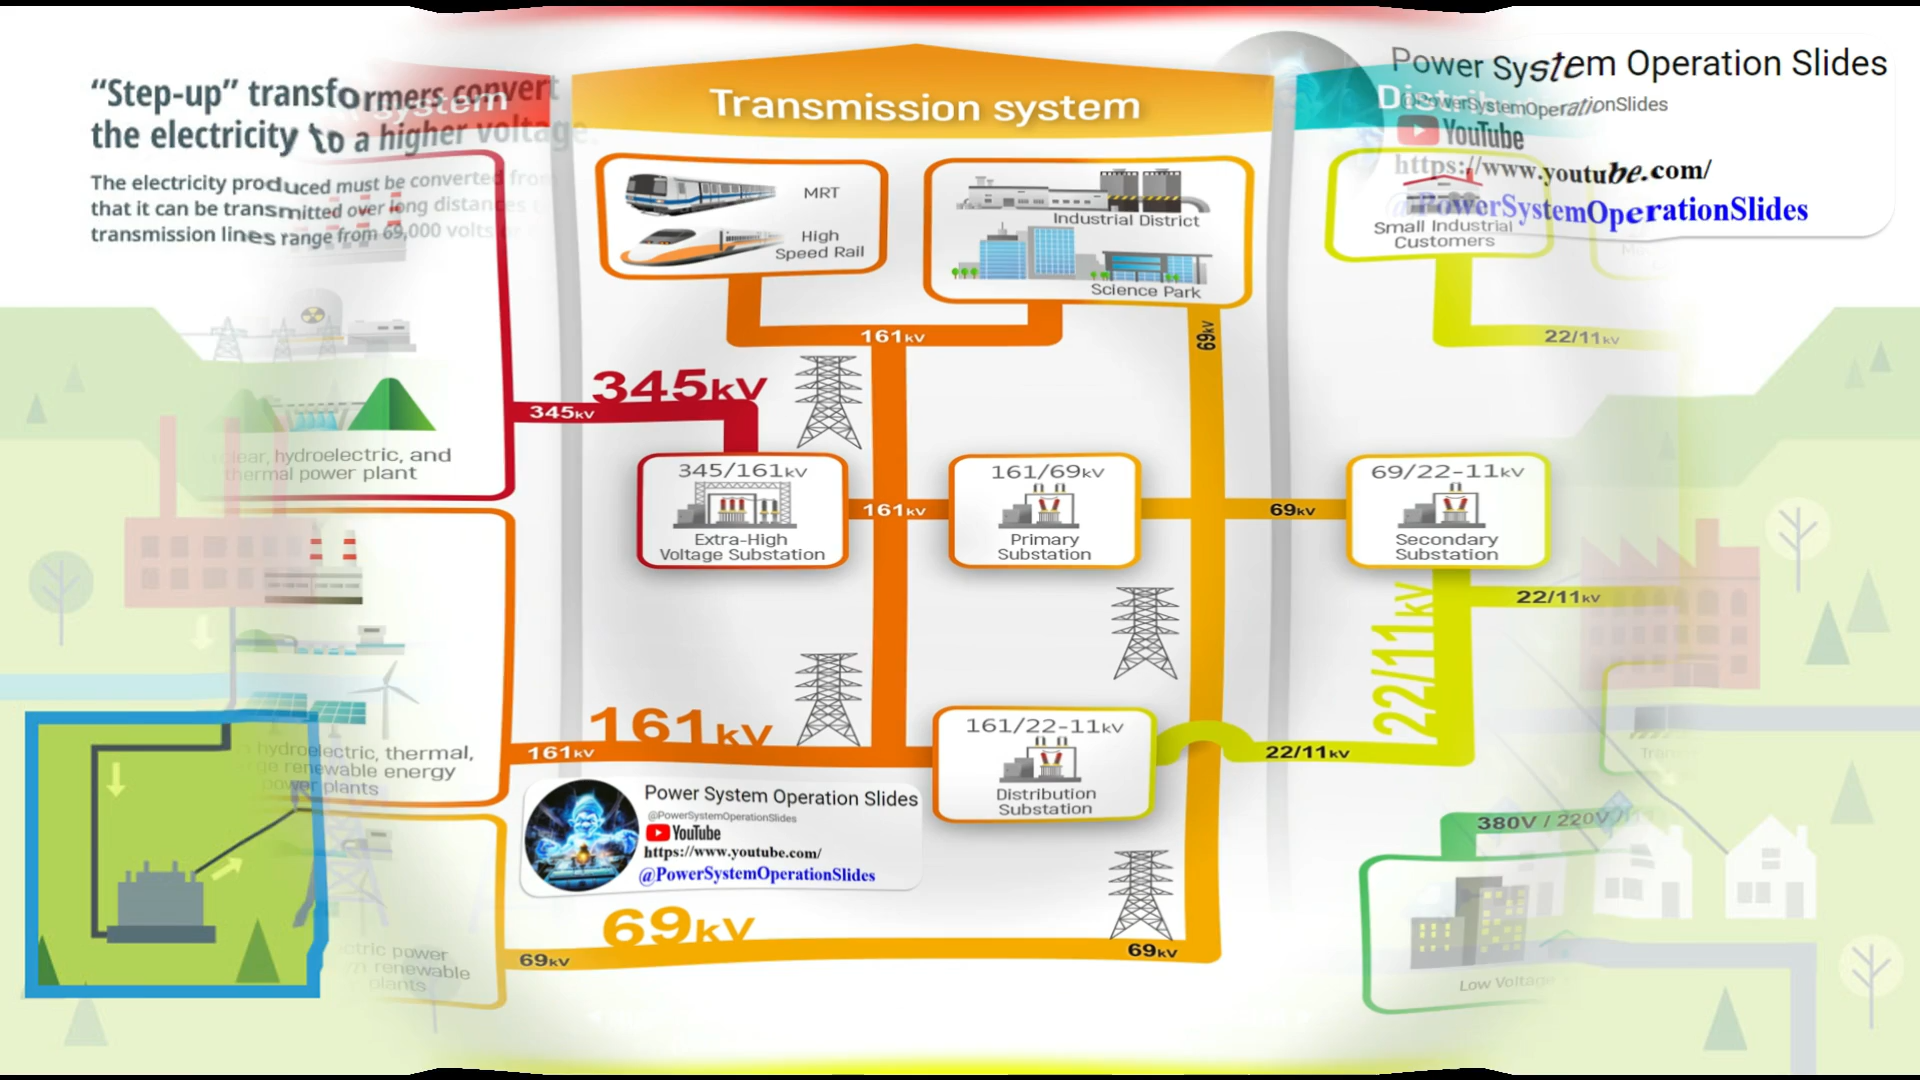 “Step-up” transformers convert
the electricity to a higher voltage
The electricity produced must be converted from
that it can be transmitted over long distances
transmission lines range from 69,000 volts
system
Transmission system
Power System Operation Slides
@PowerSystemOperationSlides
YouTube
https://www.youtube.com/
@PowerSystemOperationSlides
MRT
High
Speed Rail
Industrial District
Science Park
Small Industrial
Customers
161kV
69kV
22/11kV
345kV
345kV
hydroelectric, and
thermal power plant
345/161kV
Extra-High
Voltage Substation
161kV
161/69kV
Primary
Substation
69kV
69/22-11kV
Secondary
Substation
22/11kV
22/11kV
hydroelectric, thermal,
renewable energy
power plants
161kV
161kV
161/22-11kV
Distribution
Substation
22/11kV
Power System Operation Slides
@PowerSystemOperationSlides
YouTube
https://www.youtube.com/
@PowerSystemOperationSlides
380V / 220V
69kV
69kV
69kV
power
renewable
plants
Low Voltage